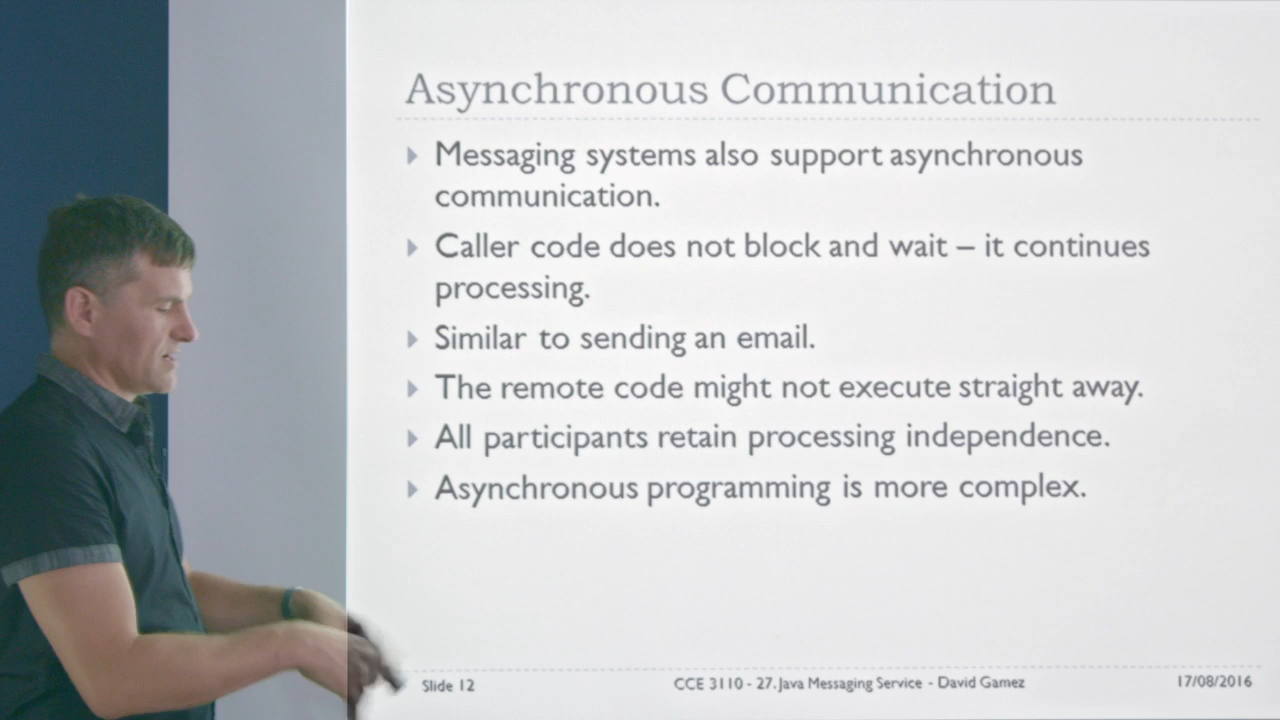 Asynchronous Communication
Messaging systems also support asynchronous
communication.
Caller code does not block and wait – it continues
processing.
Similar to sending an email.
The remote code might not execute straight away.
All participants retain processing independence.
Asynchronous programming is more complex.
Slide 12
CCE 3110 - 27. Java Messaging Service - David Gamez
17/08/2016